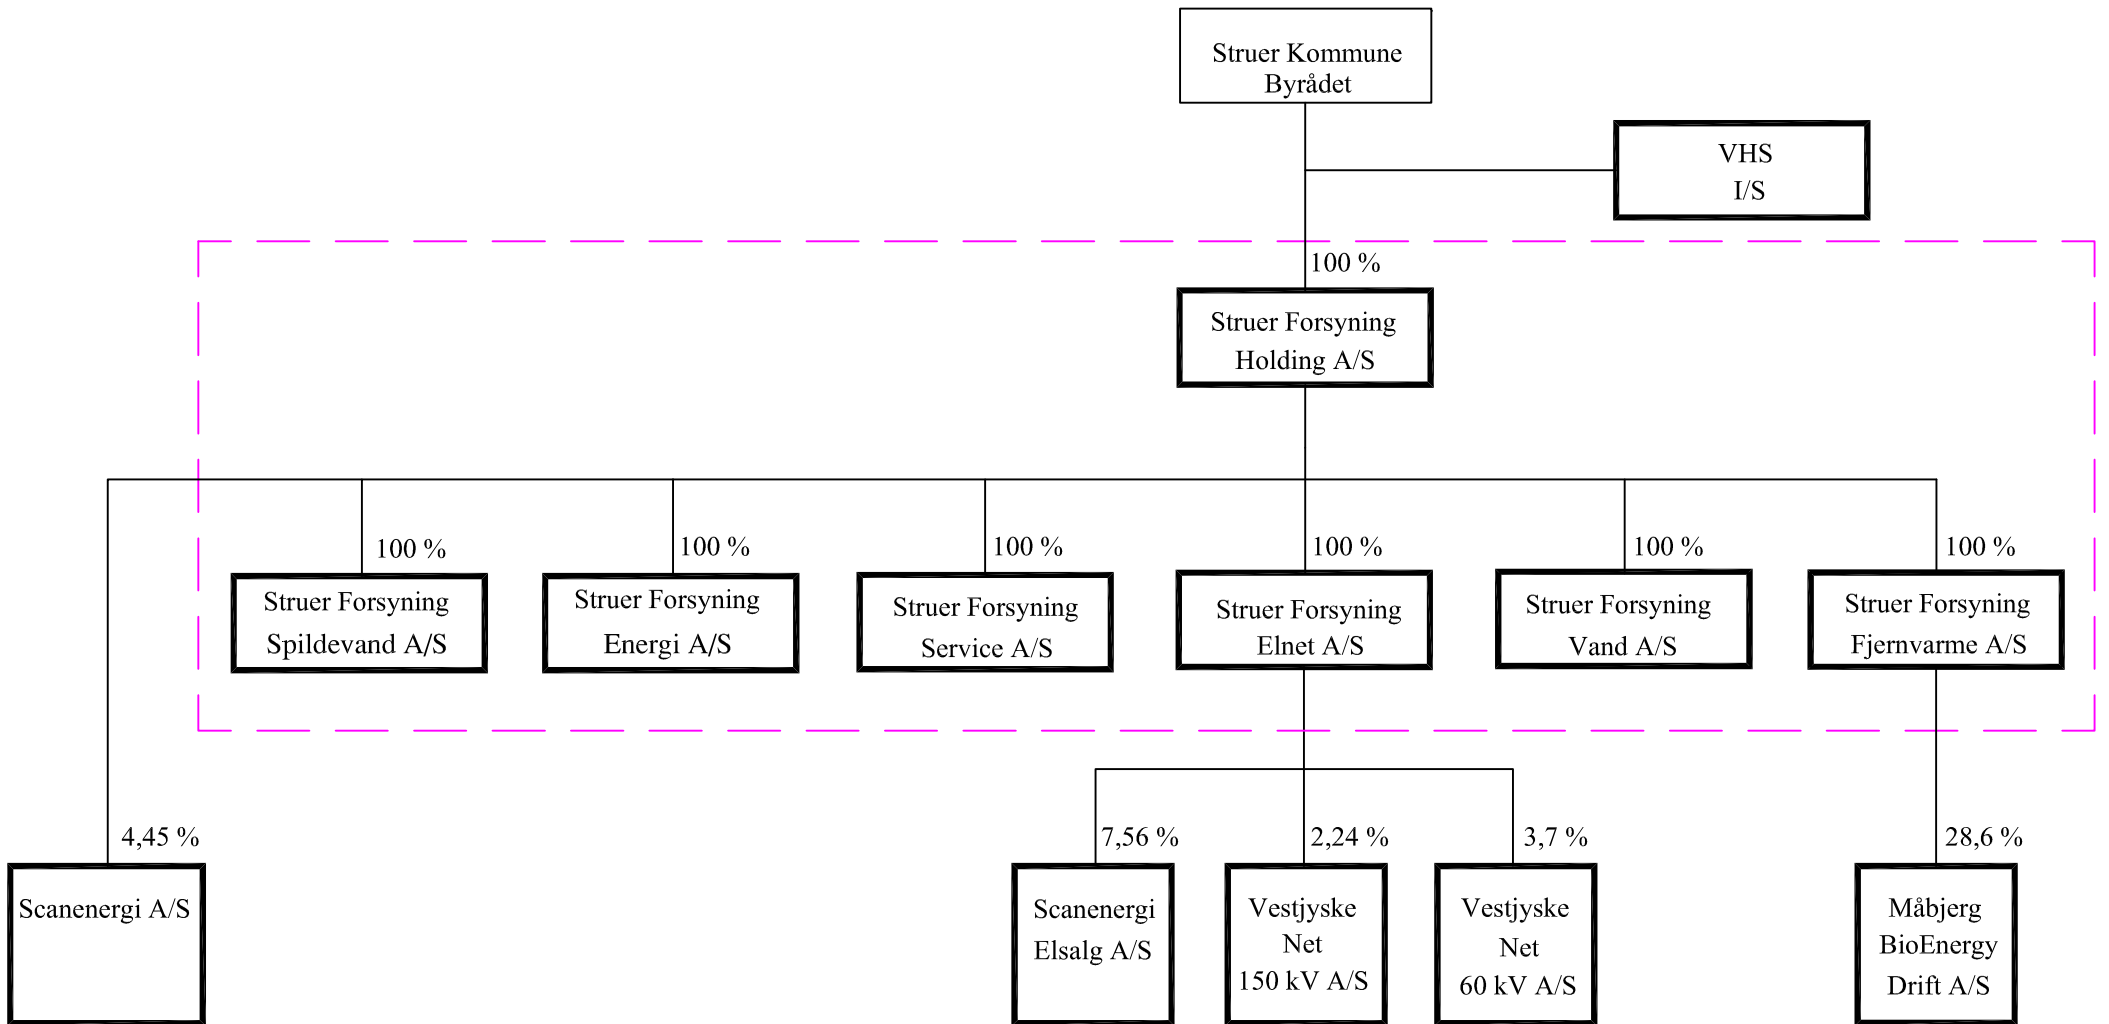 Struer Kommune
Byrådet
VHS
I/S
100 %
Struer Forsyning
Holding A/S
100 %
Struer Forsyning
Spildevand A/S
100 %
Struer Forsyning
Energi A/S
100 %
Struer Forsyning
Service A/S
100 %
Struer Forsyning
Elnet A/S
100 %
Struer Forsyning
Vand A/S
100 %
Struer Forsyning
Fjernvarme A/S
4,45 %
Scanenergi A/S
7,56 %
Scanenergi
Elsalg A/S
2,24 %
Vestjyske
Net
150 kV A/S
3,7 %
Vestjyske
Net
60 kV A/S
28,6 %
Måbjerg
BioEnergy
Drift A/S